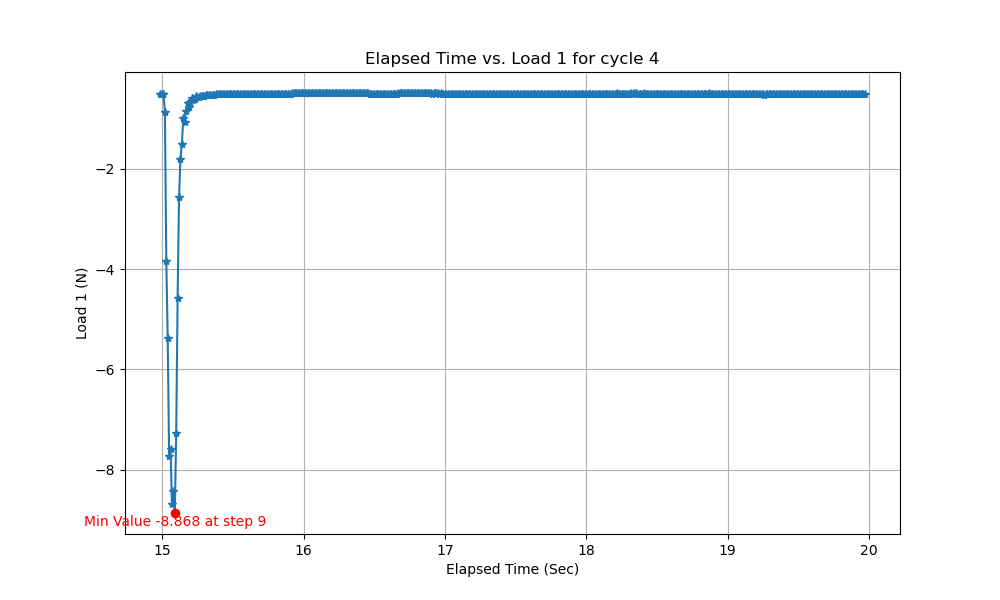 Elapsed Time vs. Load 1 for cycle 4
Load 1 (N)
−2
−4
−6
−8
Min Value -8.868 at step 9
15 16 17 18 19 20
Elapsed Time (Sec)